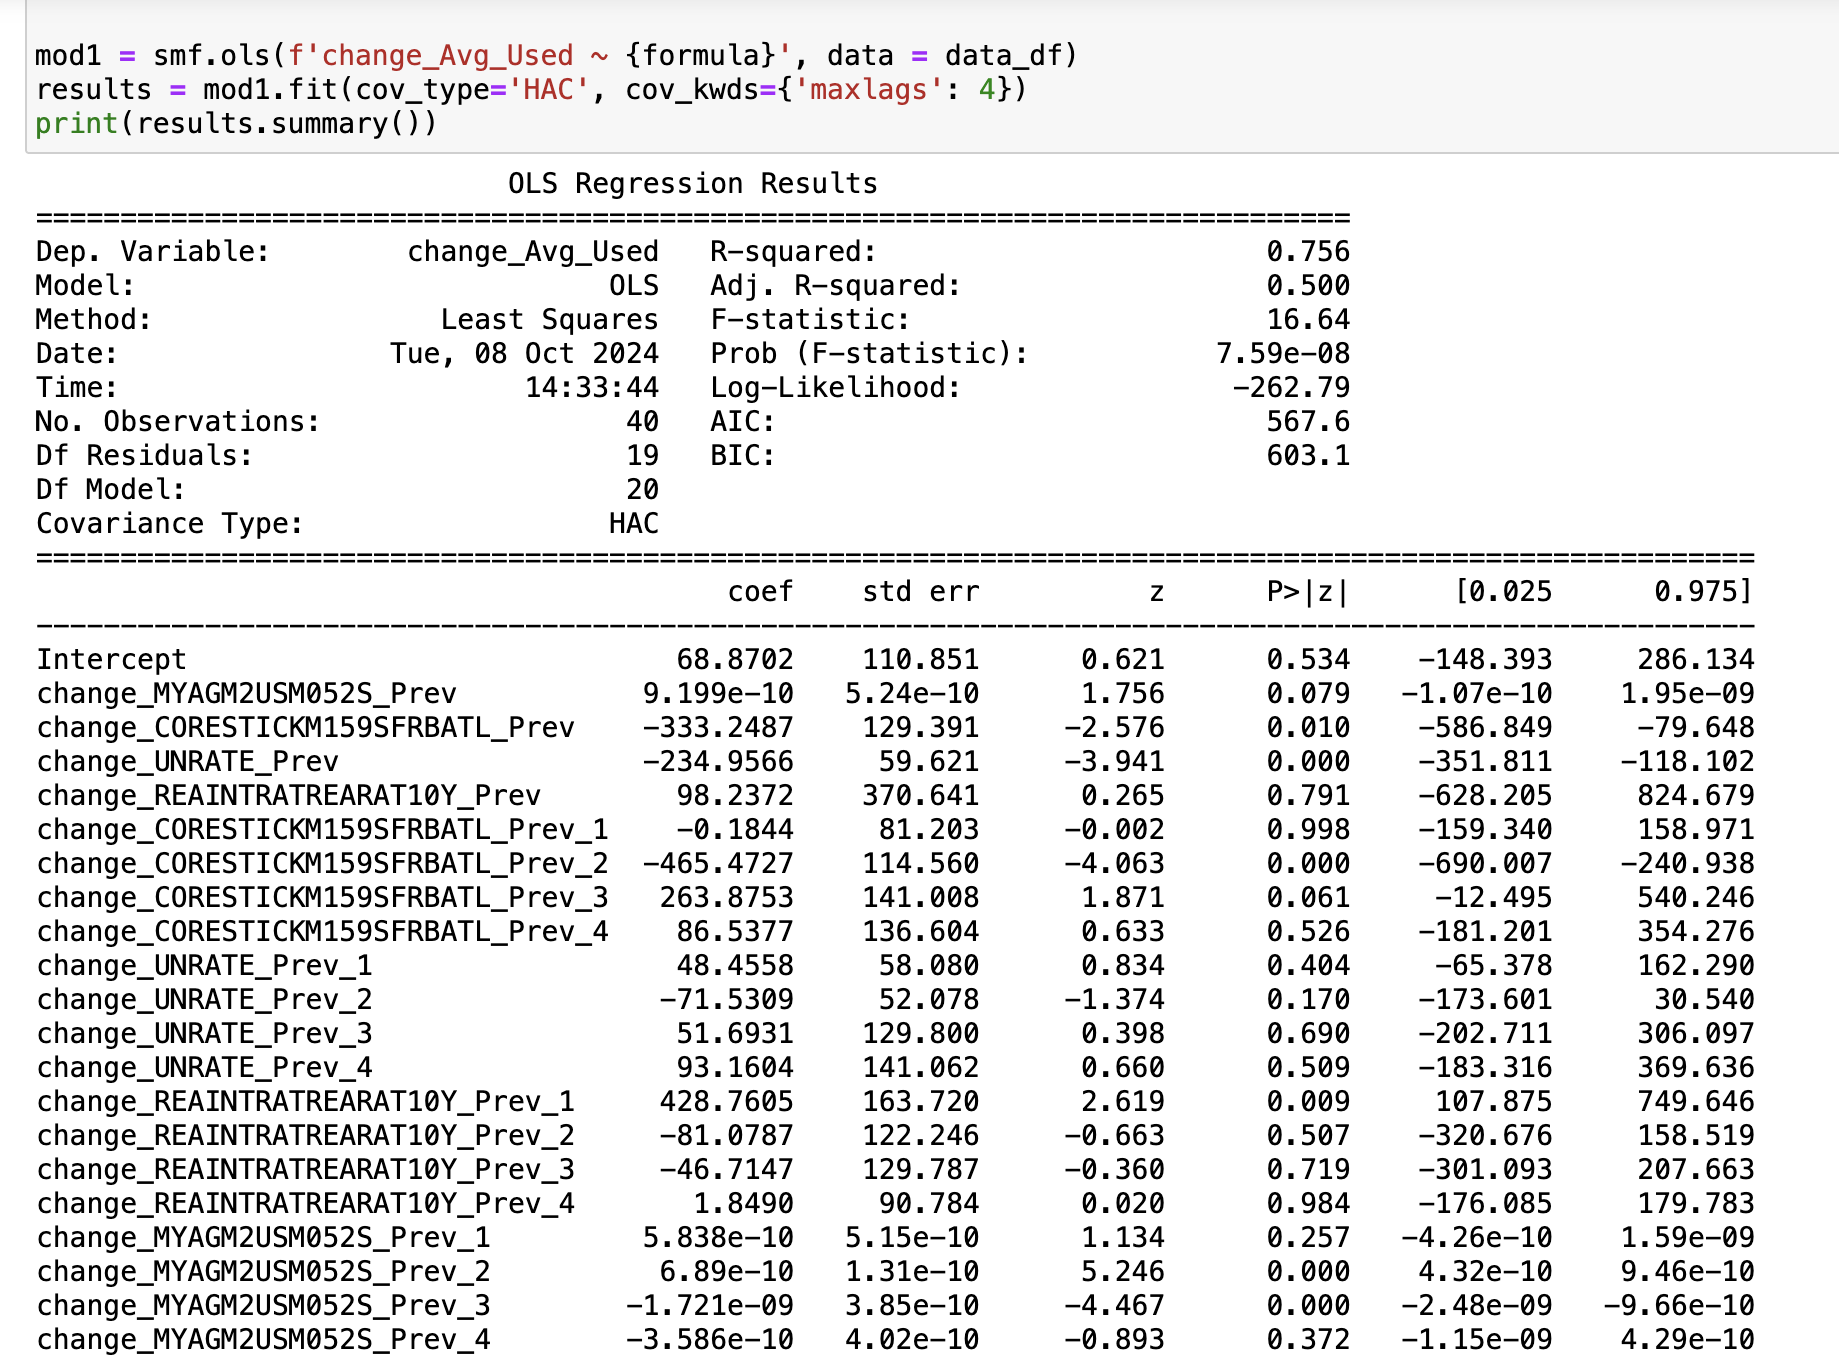 mod1 = smf.ols(f'change_Avg_Used ~ {formula}', data = data_df)
results = mod1.fit(cov_type='HAC', cov_kwds={'maxlags': 4})
print(results.summary())
OLS Regression Results
==============================================================================
Dep. Variable: change_Avg_Used R-squared: 0.756
Model: OLS Adj. R-squared: 0.500
Method: Least Squares F-statistic: 16.64
Date: Tue, 08 Oct 2024 Prob (F-statistic): 7.59e-08
Time: 14:33:44 Log-Likelihood: -262.79
No. Observations: 40 AIC: 567.6
Df Residuals: 19 BIC: 603.1
Df Model: 20
Covariance Type: HAC
======================================================================================================
coef std err z P>|z| [0.025 0.975]
------------------------------------------------------------------------------------------------------
Intercept 68.8702 110.851 0.621 0.534 -148.393 286.134
change_MYAGM2USM052S_Prev 9.199e-10 5.24e-10 1.756 0.079 -1.07e-10 1.95e-09
change_CORESTICKM159SFRBATL_Prev -333.2487 129.391 -2.576 0.010 -586.849 -79.648
change_UNRATE_Prev -234.9566 59.621 -3.941 0.000 -351.811 -118.102
change_REAINTRATREARAT10Y_Prev 98.2372 370.641 0.265 0.791 -628.205 824.679
change_CORESTICKM159SFRBATL_Prev_1 -0.1844 81.203 -0.002 0.998 -159.340 158.971
change_CORESTICKM159SFRBATL_Prev_2 -465.4727 114.560 -4.063 0.000 -690.007 -240.938
change_CORESTICKM159SFRBATL_Prev_3 263.8753 141.008 1.871 0.061 -12.495 540.246
change_CORESTICKM159SFRBATL_Prev_4 86.5377 136.604 0.633 0.526 -181.201 354.276
change_UNRATE_Prev_1 48.4558 58.080 0.834 0.404 -65.378 162.290
change_UNRATE_Prev_2 -71.5309 52.078 -1.374 0.170 -173.601 30.540
change_UNRATE_Prev_3 51.6931 129.800 0.398 0.690 -202.711 306.097
change_UNRATE_Prev_4 93.1604 141.062 0.660 0.509 -183.316 369.636
change_REAINTRATREARAT10Y_Prev_1 428.7605 163.720 2.619 0.009 107.875 749.646
change_REAINTRATREARAT10Y_Prev_2 -81.0787 122.246 -0.663 0.507 -320.676 158.519
change_REAINTRATREARAT10Y_Prev_3 -46.7147 129.787 -0.360 0.719 -301.093 207.663
change_REAINTRATREARAT10Y_Prev_4 1.8490 90.784 0.020 0.984 -176.085 179.783
change_MYAGM2USM052S_Prev_1 5.838e-10 5.15e-10 1.134 0.257 -4.26e-10 1.59e-09
change_MYAGM2USM052S_Prev_2 6.89e-10 1.31e-10 5.246 0.000 4.32e-10 9.46e-10
change_MYAGM2USM052S_Prev_3 -1.721e-09 3.85e-10 -4.467 0.000 -2.48e-09 -9.66e-10
change_MYAGM2USM052S_Prev_4 -3.586e-10 4.02e-10 -0.893 0.372 -1.15e-09 4.29e-10